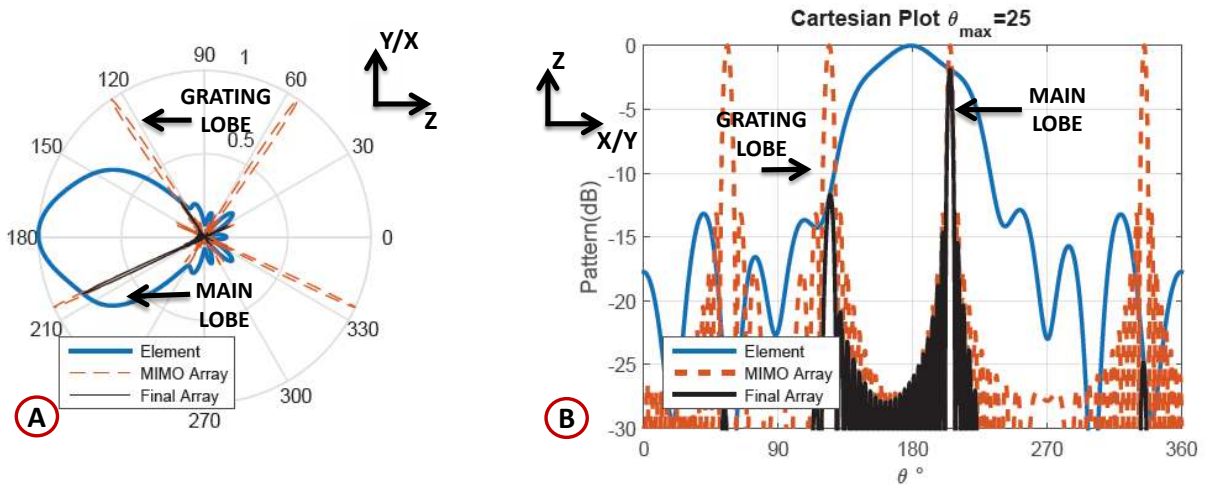 Y/X
Z
90
1
120
60
GRATING
LOBE
0.5
150
30
180
0
MAIN
LOBE
210
330
Element
MIMO Array
Final Array
300
270
A
Cartesian Plot θmax=25
Z
X/Y
GRATING
LOBE
MAIN
LOBE
Pattern(dB)
0
-5
-10
-15
-20
-25
-30
Element
MIMO Array
Final Array
0
90
180
270
360
θ °
B